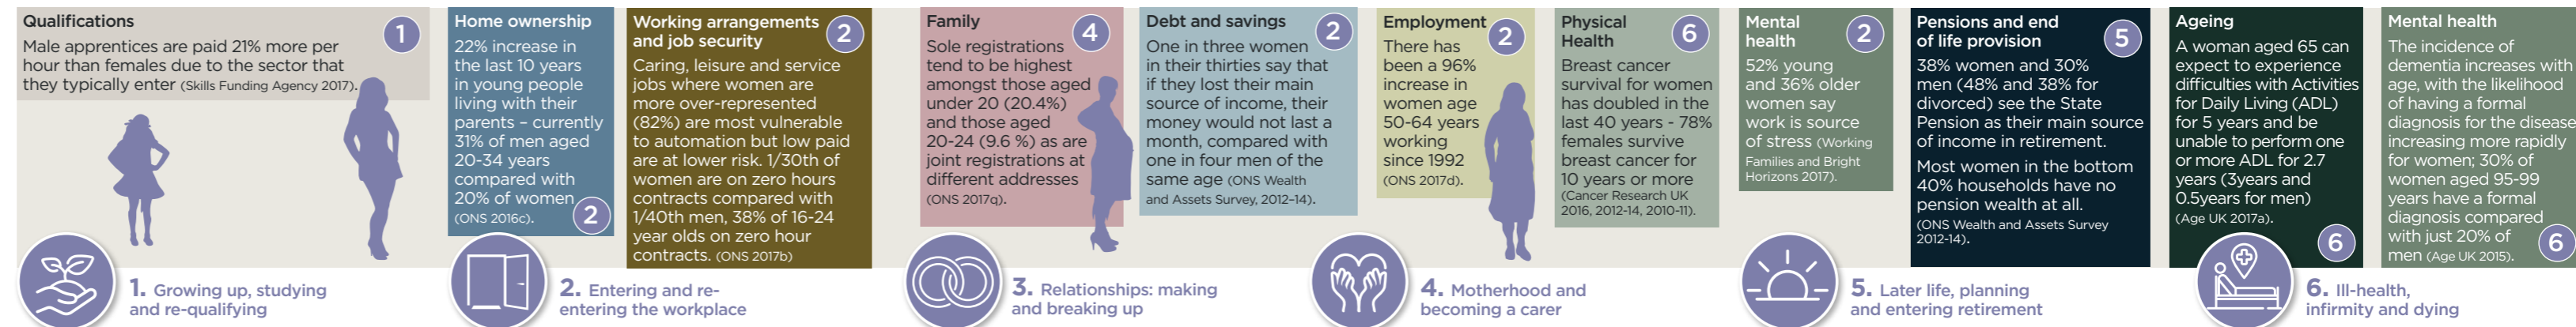 Qualifications
1
Male apprentices are paid 21% more per
hour than females due to the sector that
they typically enter (Skills Funding Agency 2017).
Home ownership
22% increase in
the last 10 years
in young people
living with their
parents – currently
31% of men aged
20-34 years
compared with
20% of women
(ONS 2016c).
2
Working arrangements
and job security
2
Caring, leisure and service
jobs where women are
more over-represented
(82%) are most vulnerable
to automation but low paid
are at lower risk. 1/30th of
women are on zero hours
contracts compared with
1/40th men, 38% of 16-24
year olds on zero hour
contracts. (ONS 2017b)
Family
4
Sole registrations
tend to be highest
amongst those aged
under 20 (20.4%)
and those aged
20-24 (9.6 %) as are
joint registrations at
different addresses
(ONS 2017q).
Debt and savings
2
One in three women
in their thirties say that
if they lost their main
source of income, their
money would not last a
month, compared with
one in four men of the
same age (ONS Wealth
and Assets Survey, 2012–14).
Employment
2
There has
been a 96%
increase in
women age
50-64 years
working
since 1992
(ONS 2017d).
Physical
Health
6
Breast cancer
survival for women
has doubled in the
last 40 years - 78%
females survive
breast cancer for
10 years or more
(Cancer Research UK
2016, 2012-14, 2010-11).
Mental
health
2
52% young
and 36% older
women say
work is source
of stress (Working
Families and Bright
Horizons 2017).
Pensions and end
of life provision
5
38% women and 30%
men (48% and 38% for
divorced) see the State
Pension as their main source
of income in retirement.
Most women in the bottom
40% households have no
pension wealth at all.
(ONS Wealth and Assets Survey
2012-14).
Ageing
A woman aged 65 can
expect to experience
difficulties with Activities
for Daily Living (ADL)
for 5 years and be
unable to perform one
or more ADL for 2.7
years (3years and
0.5years for men)
(Age UK 2017a).
6
Mental health
The incidence of
dementia increases with
age, with the likelihood
of having a formal
diagnosis for the disease
increasing more rapidly
for women; 30% of
women aged 95-99
years have a formal
diagnosis compared
with just 20% of
men (Age UK 2015).
6
1. Growing up, studying
and re-qualifying
2. Entering and re-
entering the workplace
3. Relationships: making
and breaking up
4. Motherhood and
becoming a carer
5. Later life, planning
and entering retirement
6. Ill-health,
infirmity and dying